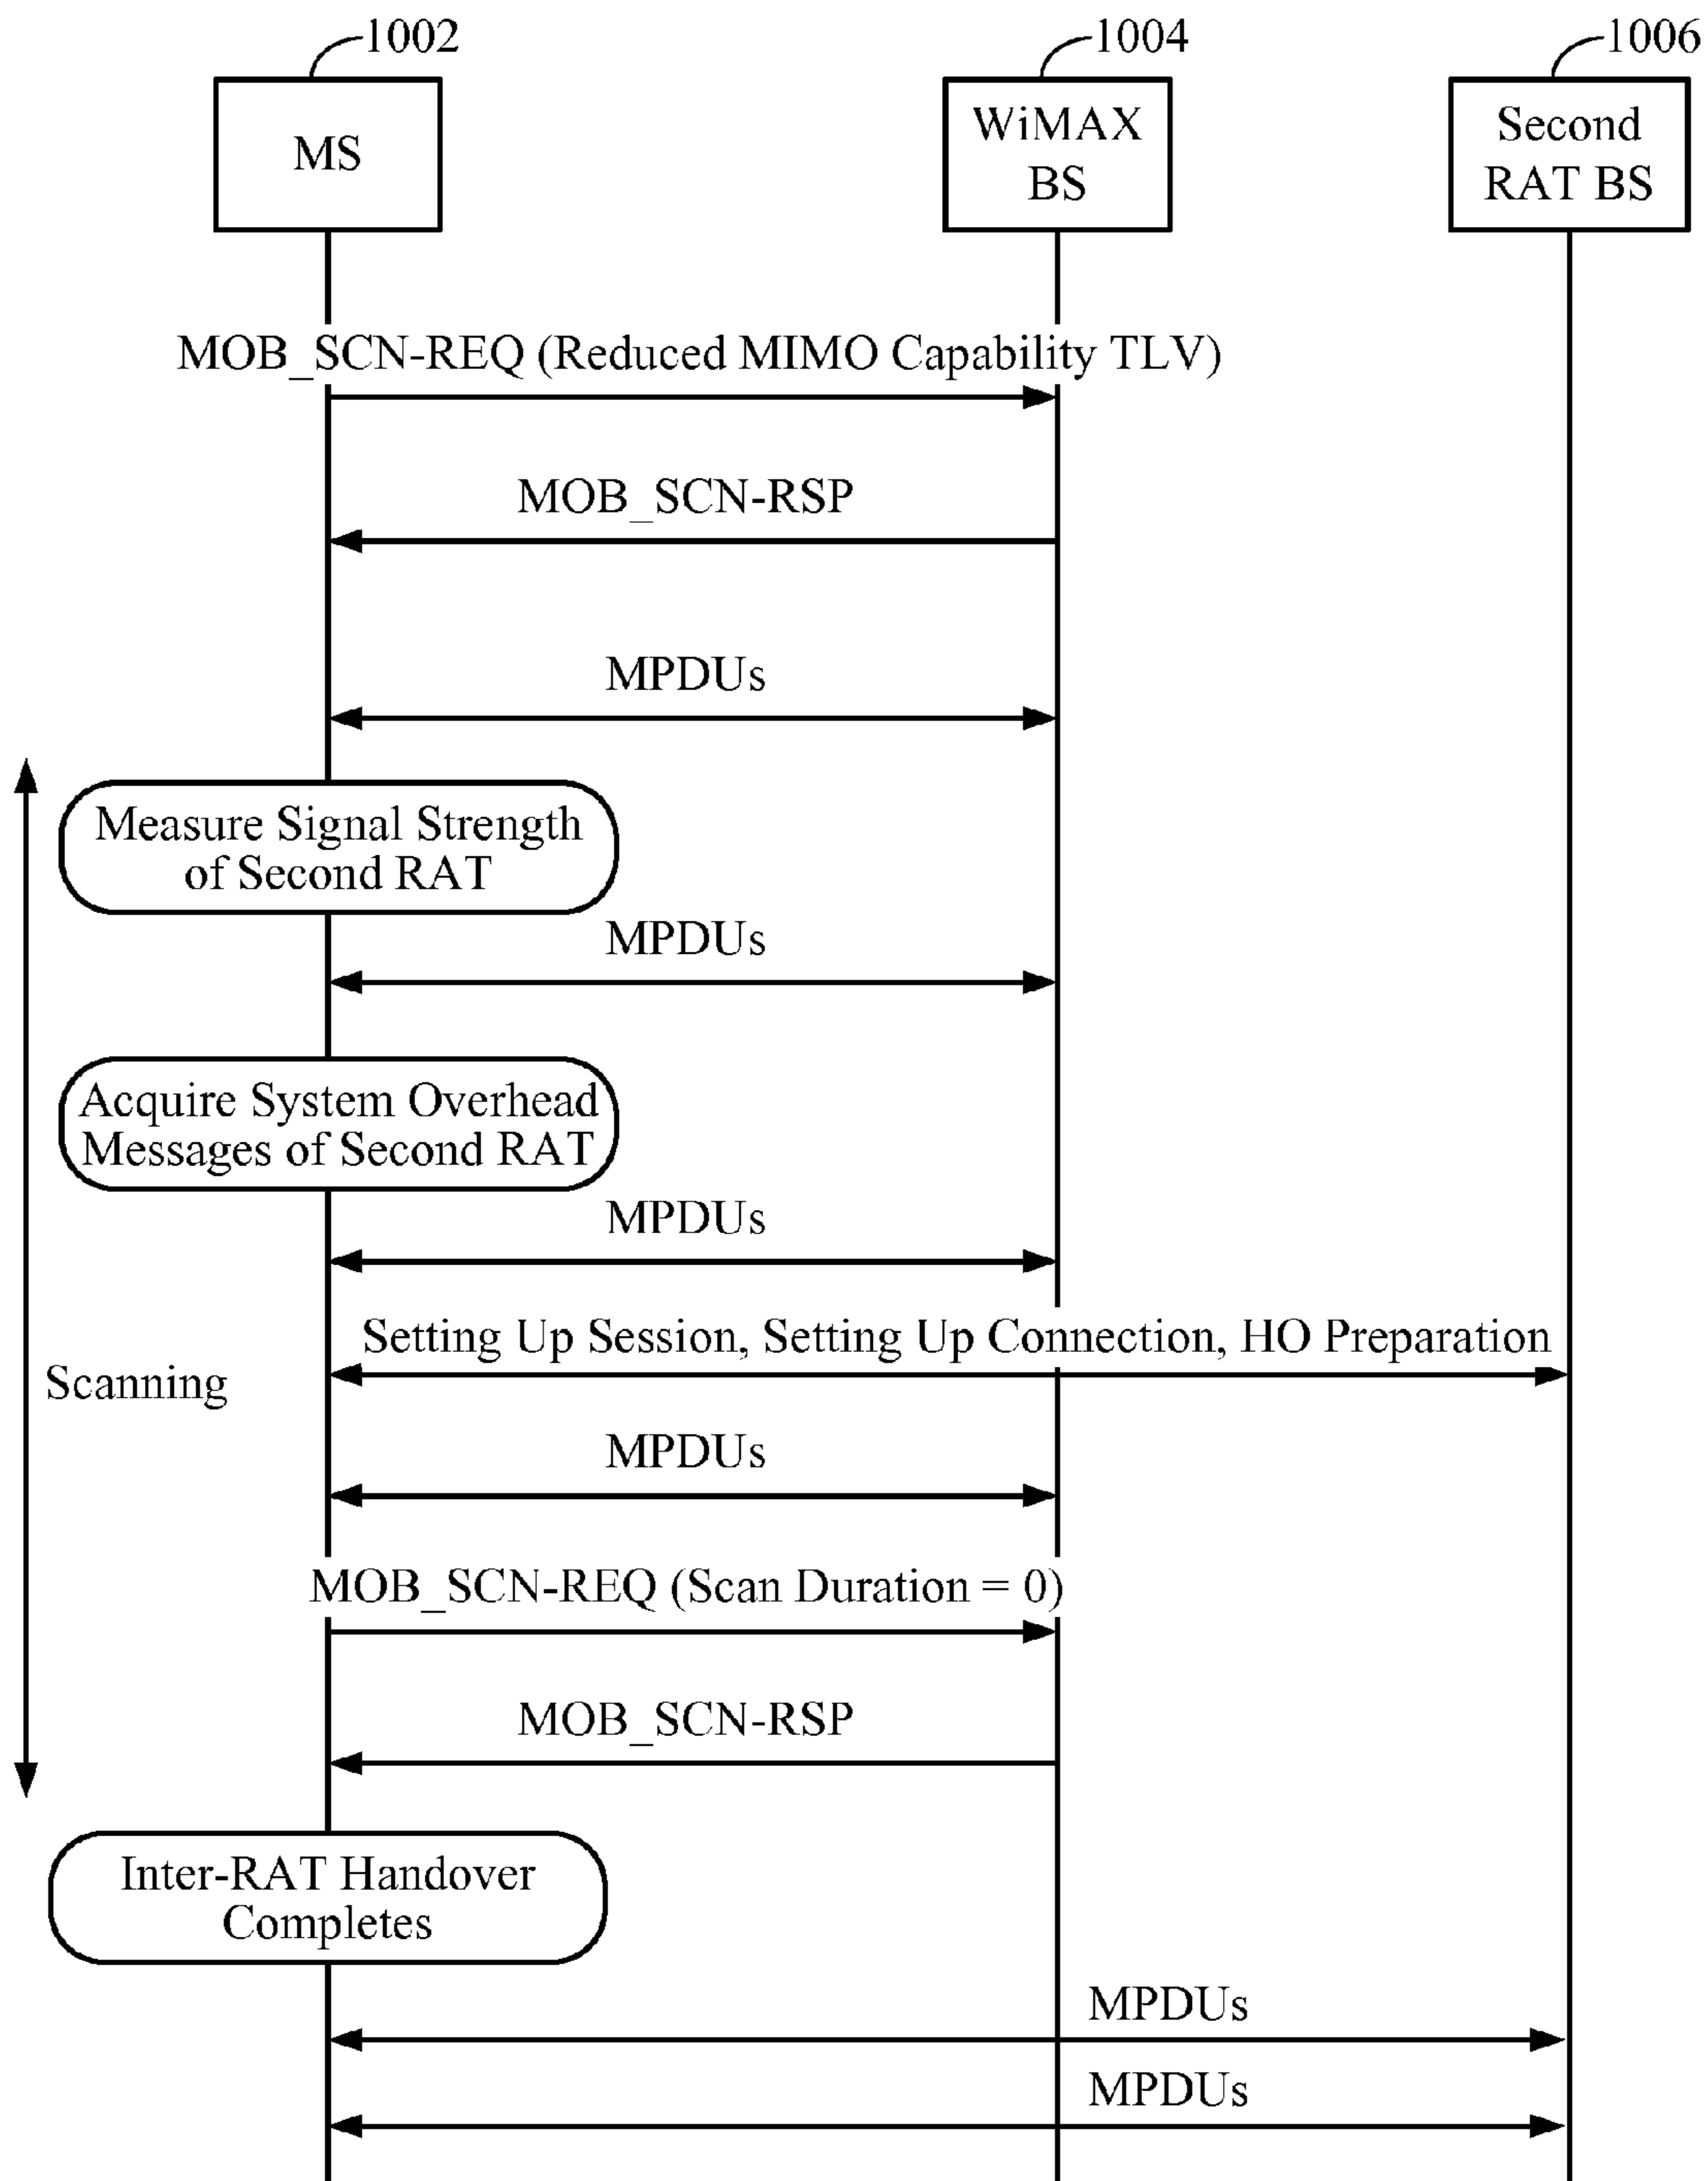 1002
1004
1006
MS
WiMAX
BS
Second
RAT BS
MOB_SCN-REQ (Reduced MIMO Capability TLV)
MOB_SCN-RSP
MPDUs
Measure Signal Strength
of Second RAT
MPDUs
Acquire System Overhead
Messages of Second RAT
MPDUs
Setting Up Session, Setting Up Connection, HO Preparation
Scanning
MPDUs
MOB_SCN-REQ (Scan Duration = 0)
MOB_SCN-RSP
Inter-RAT Handover
Completes
MPDUs
MPDUs